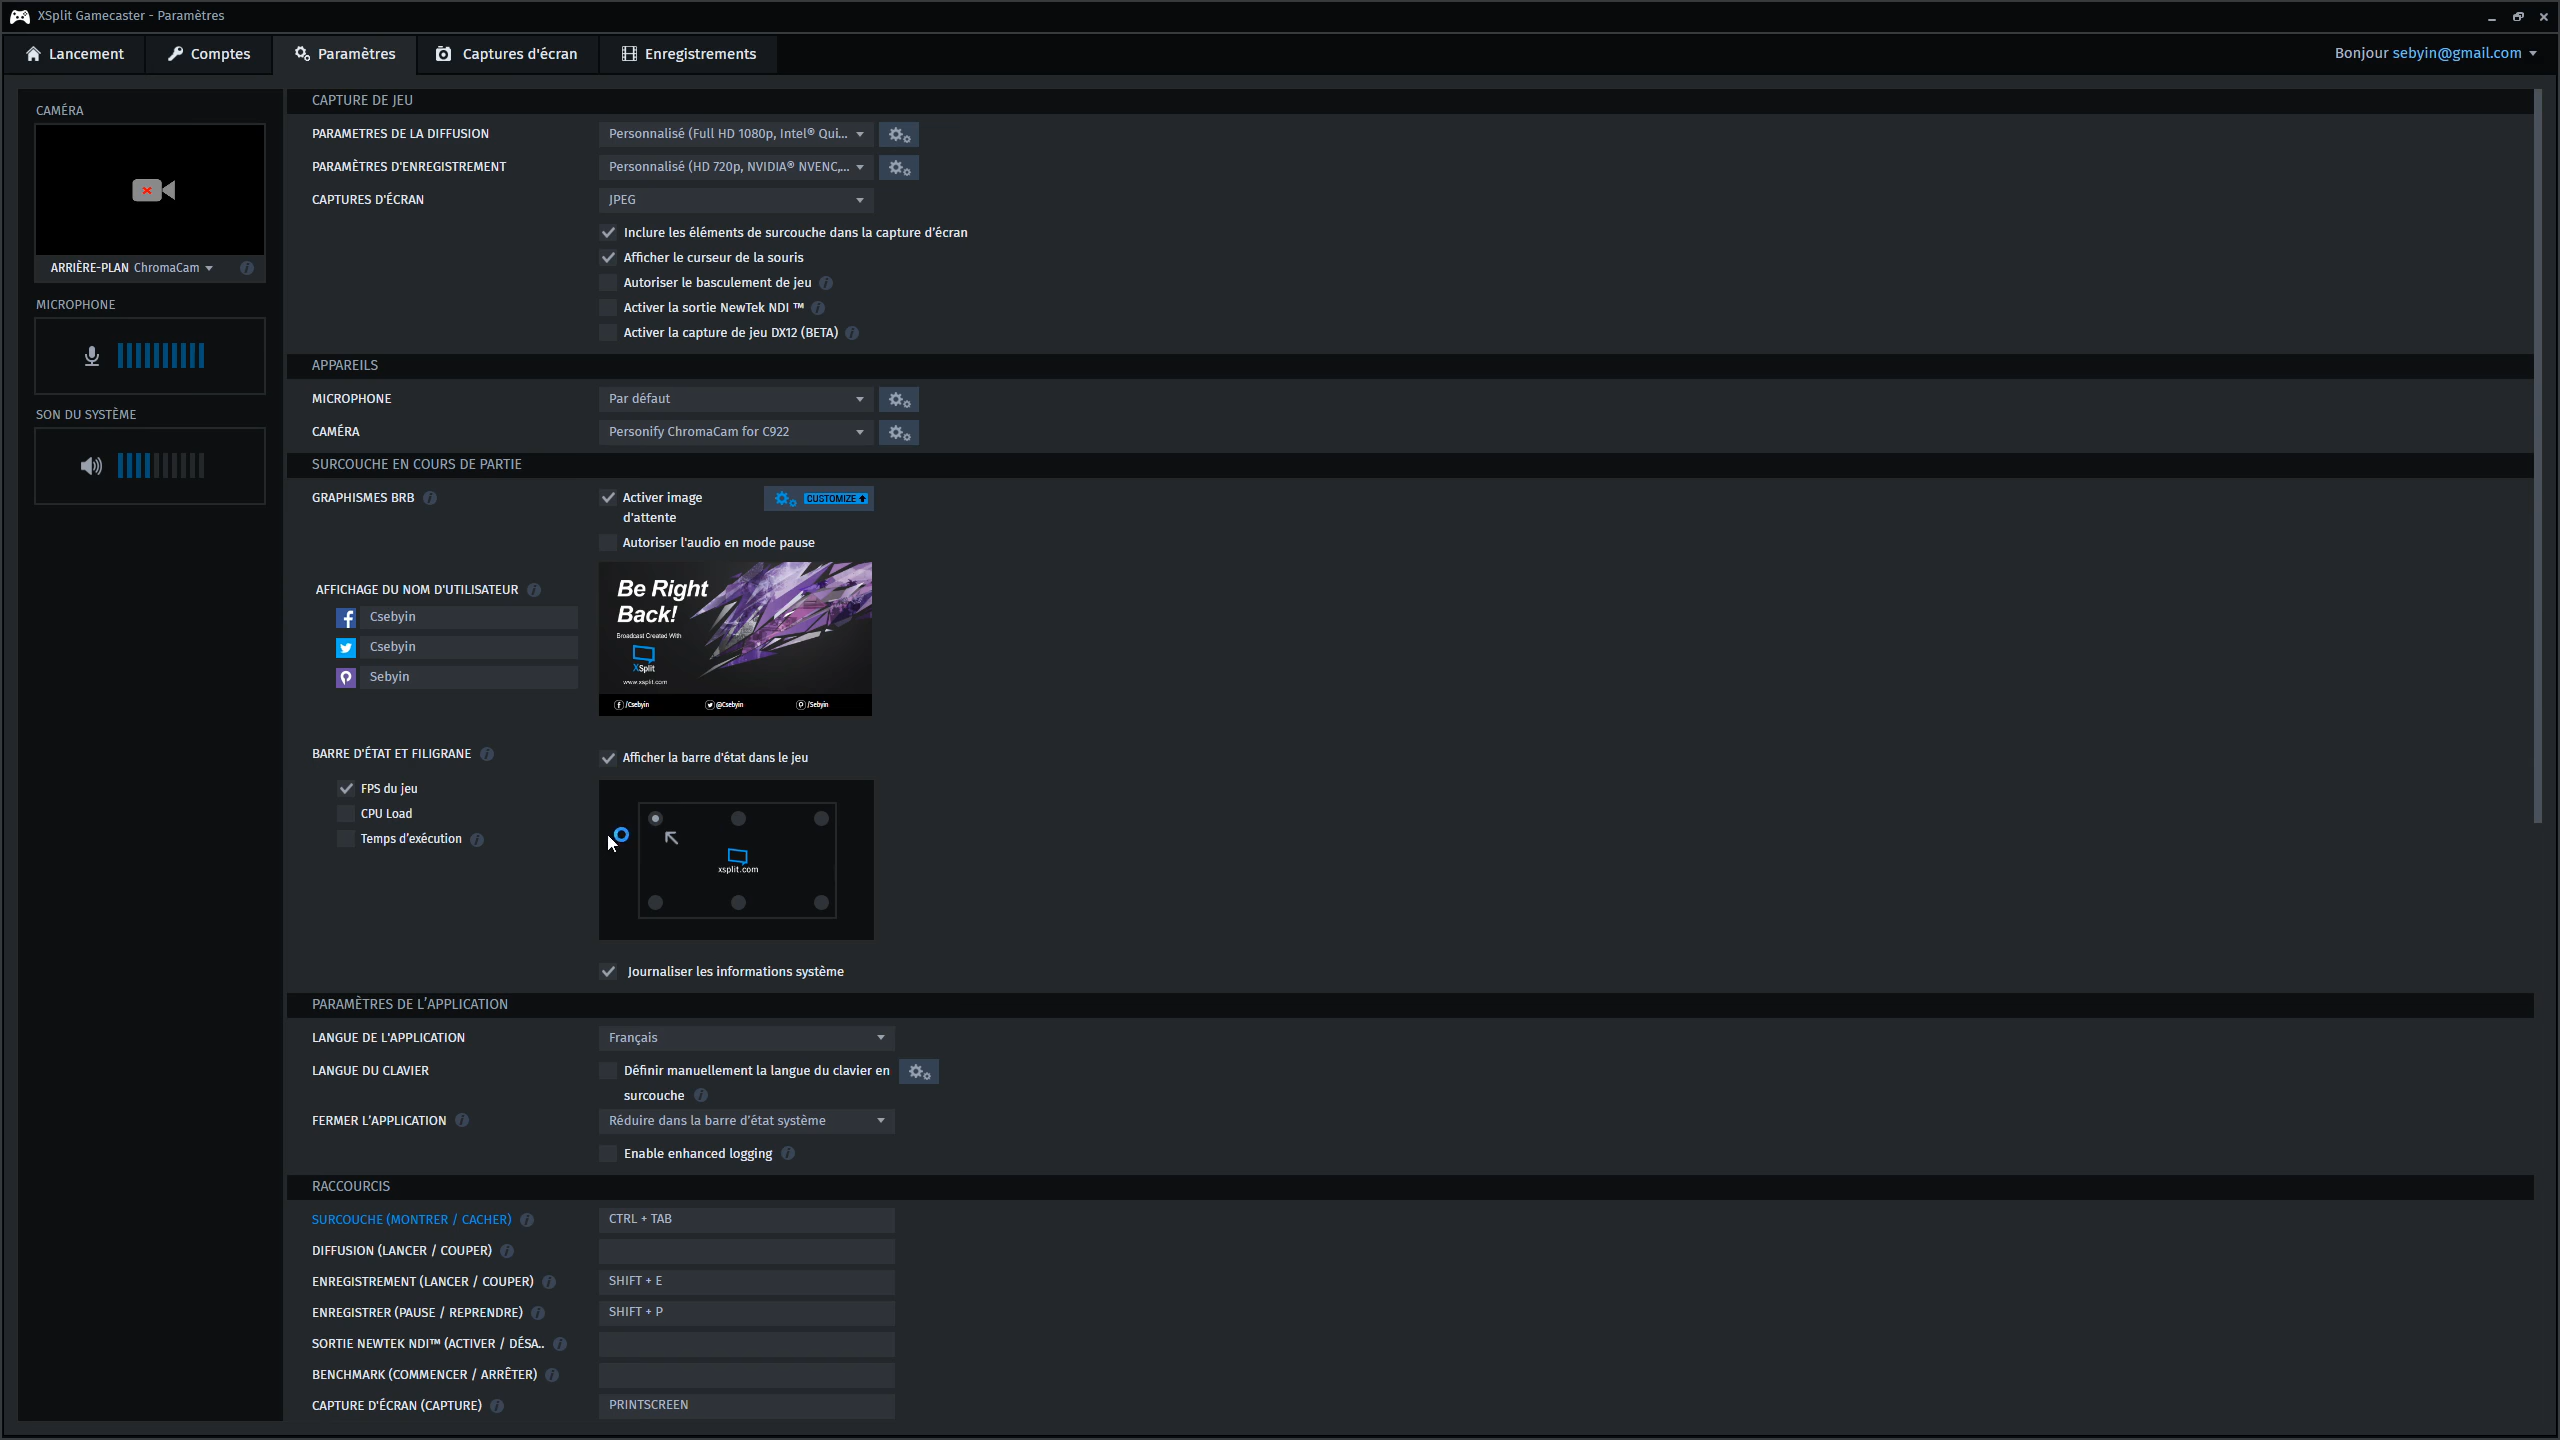 XSplit Gamecaster - Paramètres
Lancement
Comptes
Paramètres
Captures d'écran
Enregistrements
Bonjour sebyin@gmail.com
CAMÉRA
ARRIÈRE-PLAN ChromaCam
MICROPHONE
SON DU SYSTÈME
CAPTURE DE JEU
PARAMETRES DE LA DIFFUSION
Personnalisé (Full HD 1080p, Intel® Qui...
PARAMÈTRES D'ENREGISTREMENT
Personnalisé (HD 720p, NVIDIA® NVENC,...
CAPTURES D'ÉCRAN
JPEG
Inclure les éléments de surcouche dans la capture d'écran
Afficher le curseur de la souris
Autoriser le basculement de jeu
Activer la sortie NewTek NDI ™
Activer la capture de jeu DX12 (BETA)
APPAREILS
MICROPHONE
Par défaut
CAMÉRA
Personify ChromaCam for C922
SURCOUCHE EN COURS DE PARTIE
GRAPHISMES BRB
Activer image
d'attente
CUSTOMIZE
Autoriser l'audio en mode pause
AFFICHAGE DU NOM D'UTILISATEUR
Csebyin
Csebyin
Sebyin
Be Right
Back!
Broadcast Created With
XSplit
www.xsplit.com
/Csebyin
@Csebyin
/Sebyin
BARRE D'ÉTAT ET FILIGRANE
Afficher la barre d'état dans le jeu
FPS du jeu
CPU Load
Temps d'exécution
xsplit.com
Journaliser les informations système
PARAMÈTRES DE L'APPLICATION
LANGUE DE L'APPLICATION
Français
LANGUE DU CLAVIER
Définir manuellement la langue du clavier en
surcouche
FERMER L'APPLICATION
Réduire dans la barre d'état système
Enable enhanced logging
RACCOURCIS
SURCOUCHE (MONTRER / CACHER)
CTRL + TAB
DIFFUSION (LANCER / COUPER)
ENREGISTREMENT (LANCER / COUPER)
SHIFT + E
ENREGISTRER (PAUSE / REPRENDRE)
SHIFT + P
SORTIE NEWTEK NDI™ (ACTIVER / DÉSA..
BENCHMARK (COMMENCER / ARRÊTER)
CAPTURE D'ÉCRAN (CAPTURE)
PRINTSCREEN